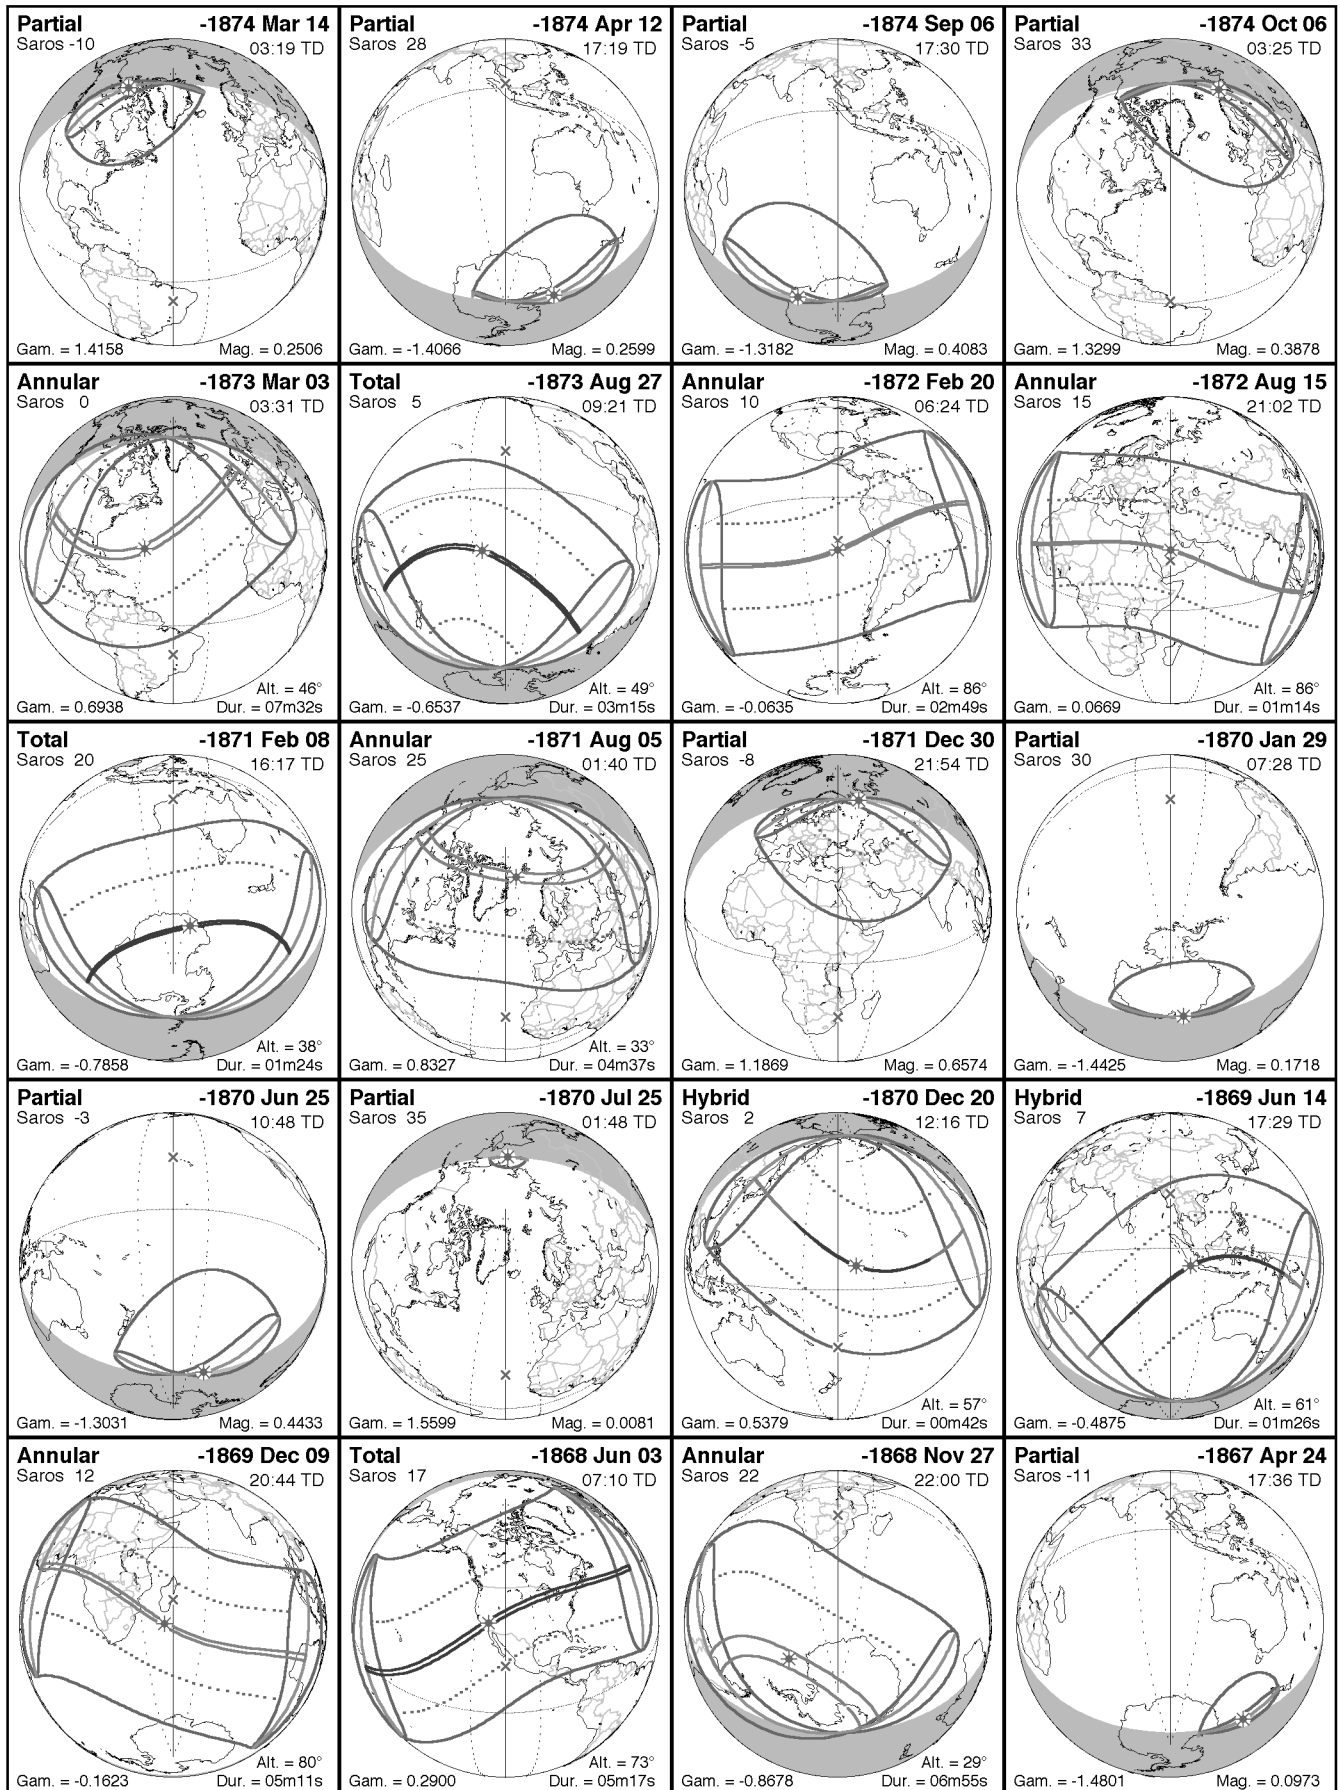 Partial -1874 Mar 14
Saros -10 03:19 TD
Gam. = 1.4158 Mag. = 0.2506
Partial -1874 Apr 12
Saros 28 17:19 TD
Gam. = -1.4066 Mag. = 0.2599
Partial -1874 Sep 06
Saros -5 17:30 TD
Gam. = -1.3182 Mag. = 0.4083
Partial -1874 Oct 06
Saros 33 03:25 TD
Gam. = 1.3299 Mag. = 0.3878
Annular -1873 Mar 03
Saros 0 03:31 TD
Alt. = 46°
Gam. = 0.6938 Dur. = 07m32s
Total -1873 Aug 27
Saros 5 09:21 TD
Alt. = 49°
Gam. = -0.6537 Dur. = 03m15s
Annular -1872 Feb 20
Saros 10 06:24 TD
Alt. = 86°
Gam. = -0.0635 Dur. = 02m49s
Annular -1872 Aug 15
Saros 15 21:02 TD
Alt. = 86°
Gam. = 0.0669 Dur. = 01m14s
Total -1871 Feb 08
Saros 20 16:17 TD
Alt. = 38°
Gam. = -0.7858 Dur. = 01m24s
Annular -1871 Aug 05
Saros 25 01:40 TD
Alt. = 33°
Gam. = 0.8327 Dur. = 04m37s
Partial -1871 Dec 30
Saros -8 21:54 TD
Gam. = 1.1869 Mag. = 0.6574
Partial -1870 Jan 29
Saros 30 07:28 TD
Gam. = -1.4425 Mag. = 0.1718
Partial -1870 Jun 25
Saros -3 10:48 TD
Gam. = -1.3031 Mag. = 0.4433
Partial -1870 Jul 25
Saros 35 01:48 TD
Gam. = 1.5599 Mag. = 0.0081
Hybrid -1870 Dec 20
Saros 2 12:16 TD
Alt. = 57°
Gam. = 0.5379 Dur. = 00m42s
Hybrid -1869 Jun 14
Saros 7 17:29 TD
Alt. = 61°
Gam. = -0.4875 Dur. = 01m26s
Annular -1869 Dec 09
Saros 12 20:44 TD
Alt. = 80°
Gam. = -0.1623 Dur. = 05m11s
Total -1868 Jun 03
Saros 17 07:10 TD
Alt. = 73°
Gam. = 0.2900 Dur. = 05m17s
Annular -1868 Nov 27
Saros 22 22:00 TD
Alt. = 29°
Gam. = -0.8678 Dur. = 06m55s
Partial -1867 Apr 24
Saros -11 17:36 TD
Gam. = -1.4801 Mag. = 0.0973